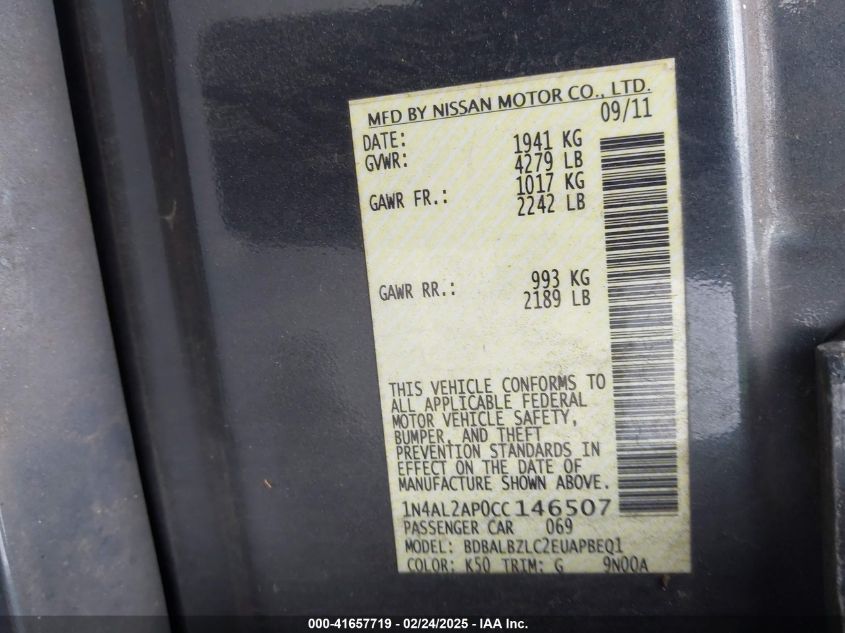 MFD BY NISSAN MOTOR CO., LTD.
DATE: 09/11
GVWR: 1941 KG
4279 LB
GAWR FR.: 1017 KG
2242 LB
GAWR RR.: 993 KG
2189 LB
THIS VEHICLE CONFORMS TO
ALL APPLICABLE FEDERAL
MOTOR VEHICLE SAFETY,
BUMPER, AND THEFT
PREVENTION STANDARDS IN
EFFECT ON THE DATE OF
MANUFACTURE SHOWN ABOVE.
1N4AL2AP0CC146507
PASSENGER CAR 069
MODEL: BDBALBZLC2EUAPBEQ1
COLOR: K50 TRIM: G 9N00A
000-41657719 - 02/24/2025 - IAA Inc.